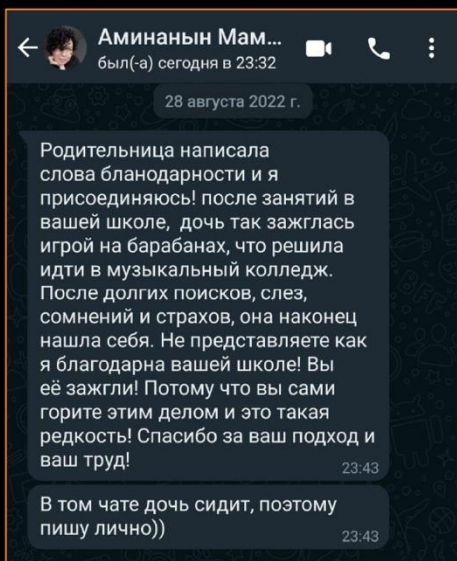 Аминанын Мам...
был(-а) сегодня в 23:32
28 августа 2022 г.
Родительница написала
слова бланодарности и я
присоединяюсь! после занятий в
вашей школе, дочь так зажглась
игрой на барабанах, что решила
идти в музыкальный колледж.
После долгих поисков, слез,
сомнений и страхов, она наконец
нашла себя. Не представляете как
я благодарна вашей школе! Вы
её зажгли! Потому что вы сами
горите этим делом и это такая
редкость! Спасибо за ваш подход и
ваш труд!
23:43
В том чате дочь сидит, поэтому
пишу лично))
23:43